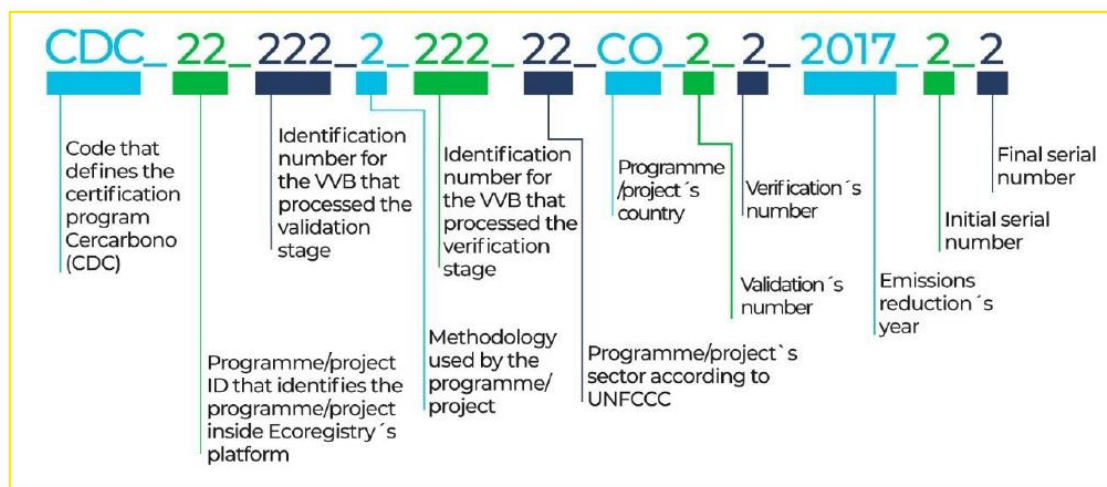 CDC_22_222_2_222_22_CO_2_2_2017_2_2
Code that
defines the
certification
program
Cercarbono
(CDC)
Programme/project
ID that identifies the
programme/project
inside Ecoregistry´s
platform
Identification
number for
the VVB that
processed the
validation
stage
Methodology
used by the
programme/
project
Identification
number for
the VVB that
processed the
verification
stage
Programme/project`s
sector according to
UNFCCC
Programme
/project´s
country
Validation´s
number
Verification´s
number
Emissions
reduction´s
year
Initial serial
number
Final serial
number